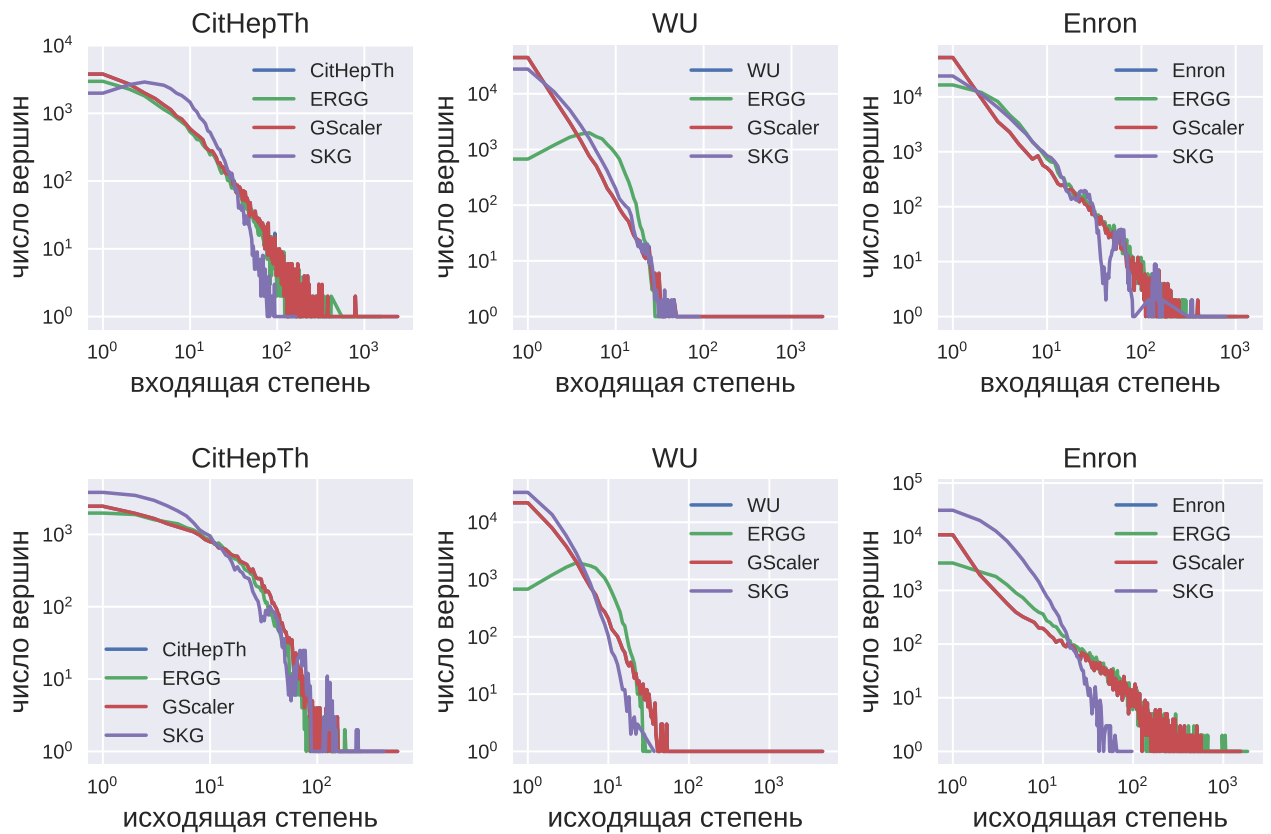 CitHepTh
число вершин
10^4
10^3
10^2
10^1
10^0
CitHepTh
ERGG
GScaler
SKG
10^0 10^1 10^2 10^3
входящая степень
WU
число вершин
10^4
10^3
10^2
10^1
10^0
WU
ERGG
GScaler
SKG
10^0 10^1 10^2 10^3
входящая степень
Enron
число вершин
10^4
10^3
10^2
10^1
10^0
Enron
ERGG
GScaler
SKG
10^0 10^1 10^2 10^3
входящая степень
CitHepTh
число вершин
10^3
10^2
10^1
10^0
CitHepTh
ERGG
GScaler
SKG
10^0 10^1 10^2
исходящая степень
WU
число вершин
10^4
10^3
10^2
10^1
10^0
WU
ERGG
GScaler
SKG
10^0 10^1 10^2 10^3
исходящая степень
Enron
число вершин
10^5
10^4
10^3
10^2
10^1
10^0
Enron
ERGG
GScaler
SKG
10^0 10^1 10^2 10^3
исходящая степень